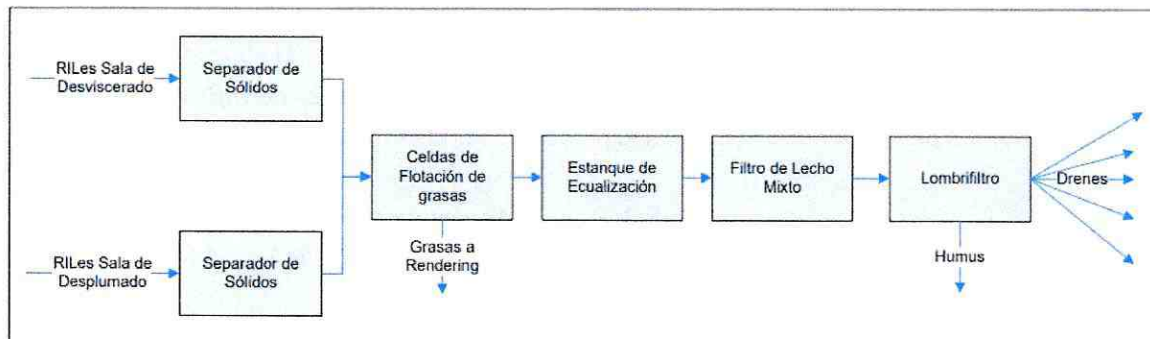 RILes Sala de
Desviscerado
Separador de
Sólidos
RILes Sala de
Desplumado
Separador de
Sólidos
Celdas de
Flotación de
grasas
Grasas a
Rendering
Estanque de
Ecualización
Filtro de Lecho
Mixto
Lombrifiltro
Humus
Drenes